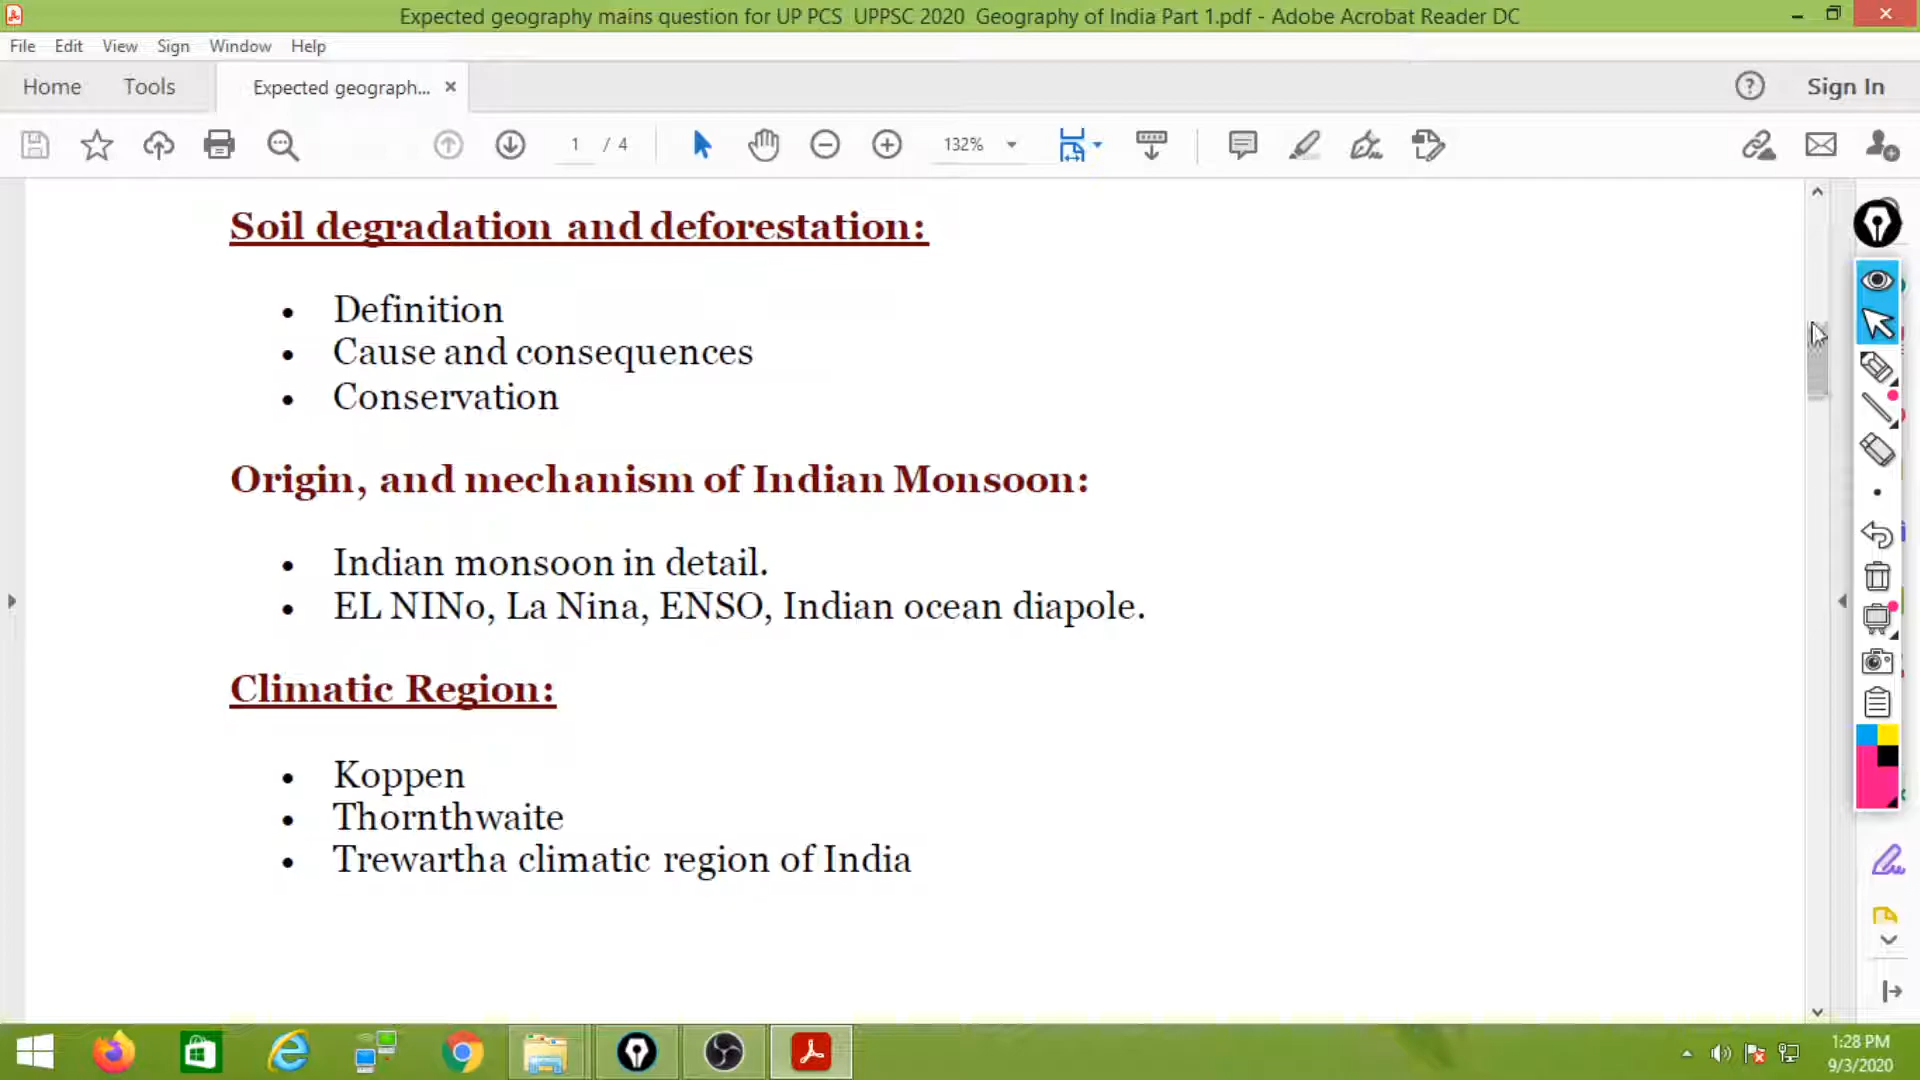 Expected geography mains question for UP PCS UPPSC 2020 Geography of India Part 1.pdf - Adobe Acrobat Reader DC
File Edit View Sign Window Help
Home Tools Expected geograph... Sign In
1 / 4 132%
Soil degradation and deforestation:
• Definition
• Cause and consequences
• Conservation
Origin, and mechanism of Indian Monsoon:
• Indian monsoon in detail.
• EL NINo, La Nina, ENSO, Indian ocean diapole.
Climatic Region:
• Koppen
• Thornthwaite
• Trewartha climatic region of India
1:28 PM
9/3/2020